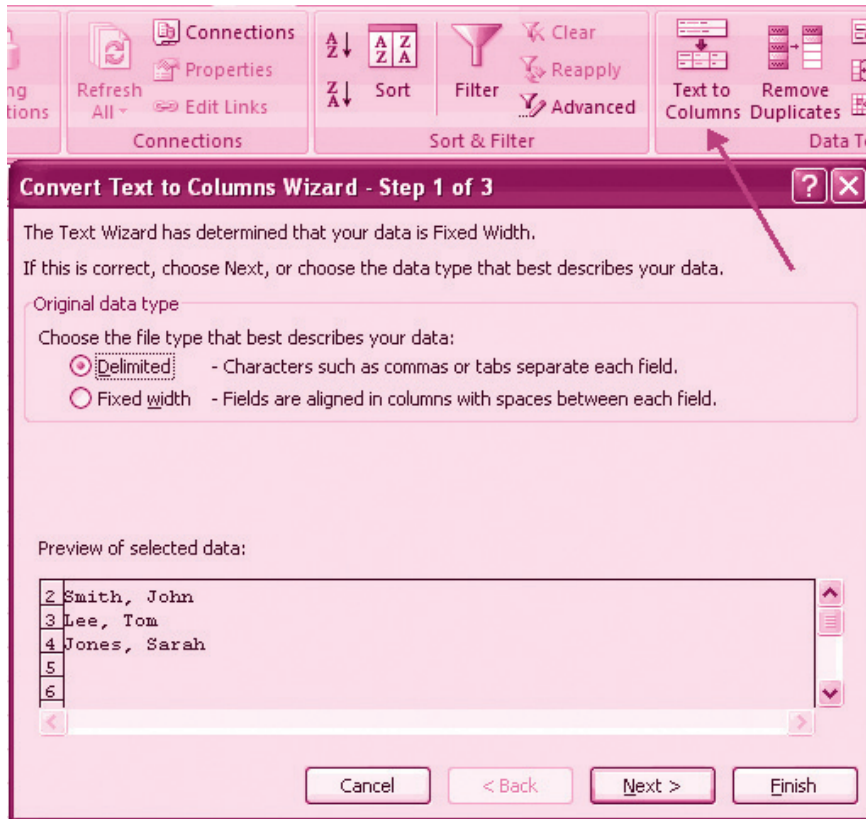 Connections
Properties
Edit Links
Refresh
All
Connections
A
Z
Z
A
A Z
Z A
Sort
Filter
Clear
Reapply
Advanced
Sort & Filter
Text to
Columns
Remove
Duplicates
Data T
ng
tions
Convert Text to Columns Wizard - Step 1 of 3
The Text Wizard has determined that your data is Fixed Width.
If this is correct, choose Next, or choose the data type that best describes your data.
Original data type
Choose the file type that best describes your data:
Delimited - Characters such as commas or tabs separate each field.
Fixed width - Fields are aligned in columns with spaces between each field.
Preview of selected data:
2 Smith, John
3 Lee, Tom
4 Jones, Sarah
5
6
Cancel < Back Next > Finish